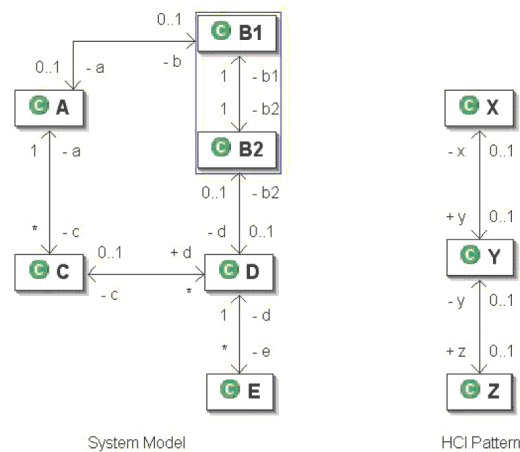 0..1
C B1
0..1 - a
- b
C A
1 - b1
C X
1 - b2
1 - a
- x 0..1
C B2
0..1 - b2
* - c
+ y 0..1
0..1 + d
- d 0..1
C C
C D
C Y
- c *
1 - d
- y 0..1
* - e
+ z 0..1
C E
C Z
System Model
HCI Pattern